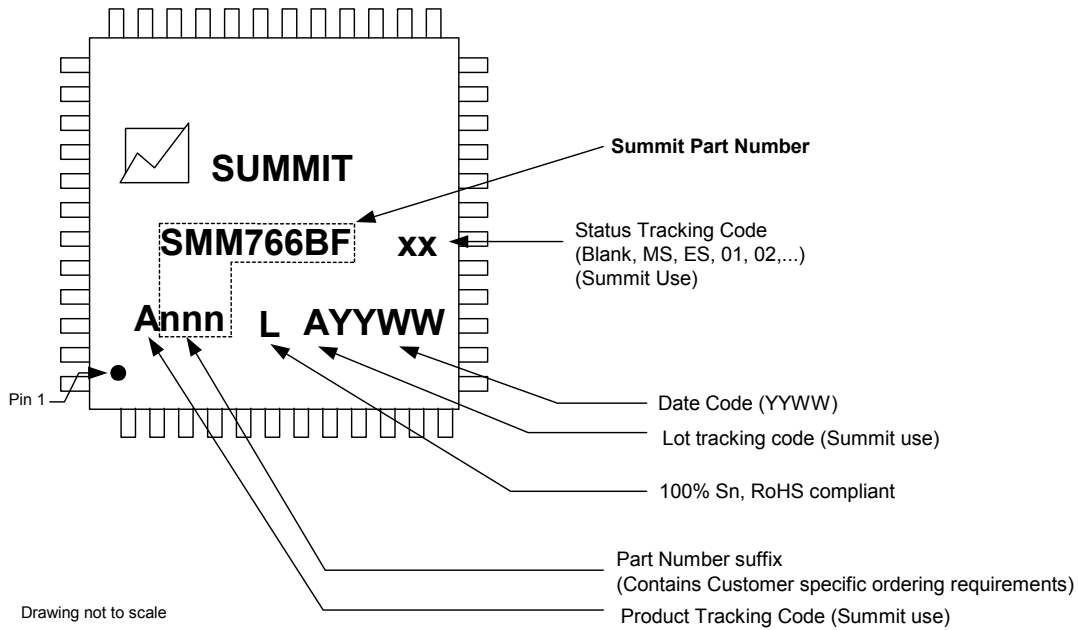 SUMMIT
Summit Part Number
SMM766BF
xx
Status Tracking Code
(Blank, MS, ES, 01, 02,...)
(Summit Use)
Annn
L
AYYWW
Pin 1
Date Code (YYWW)
Lot tracking code (Summit use)
100% Sn, RoHS compliant
Part Number suffix
(Contains Customer specific ordering requirements)
Drawing not to scale
Product Tracking Code (Summit use)